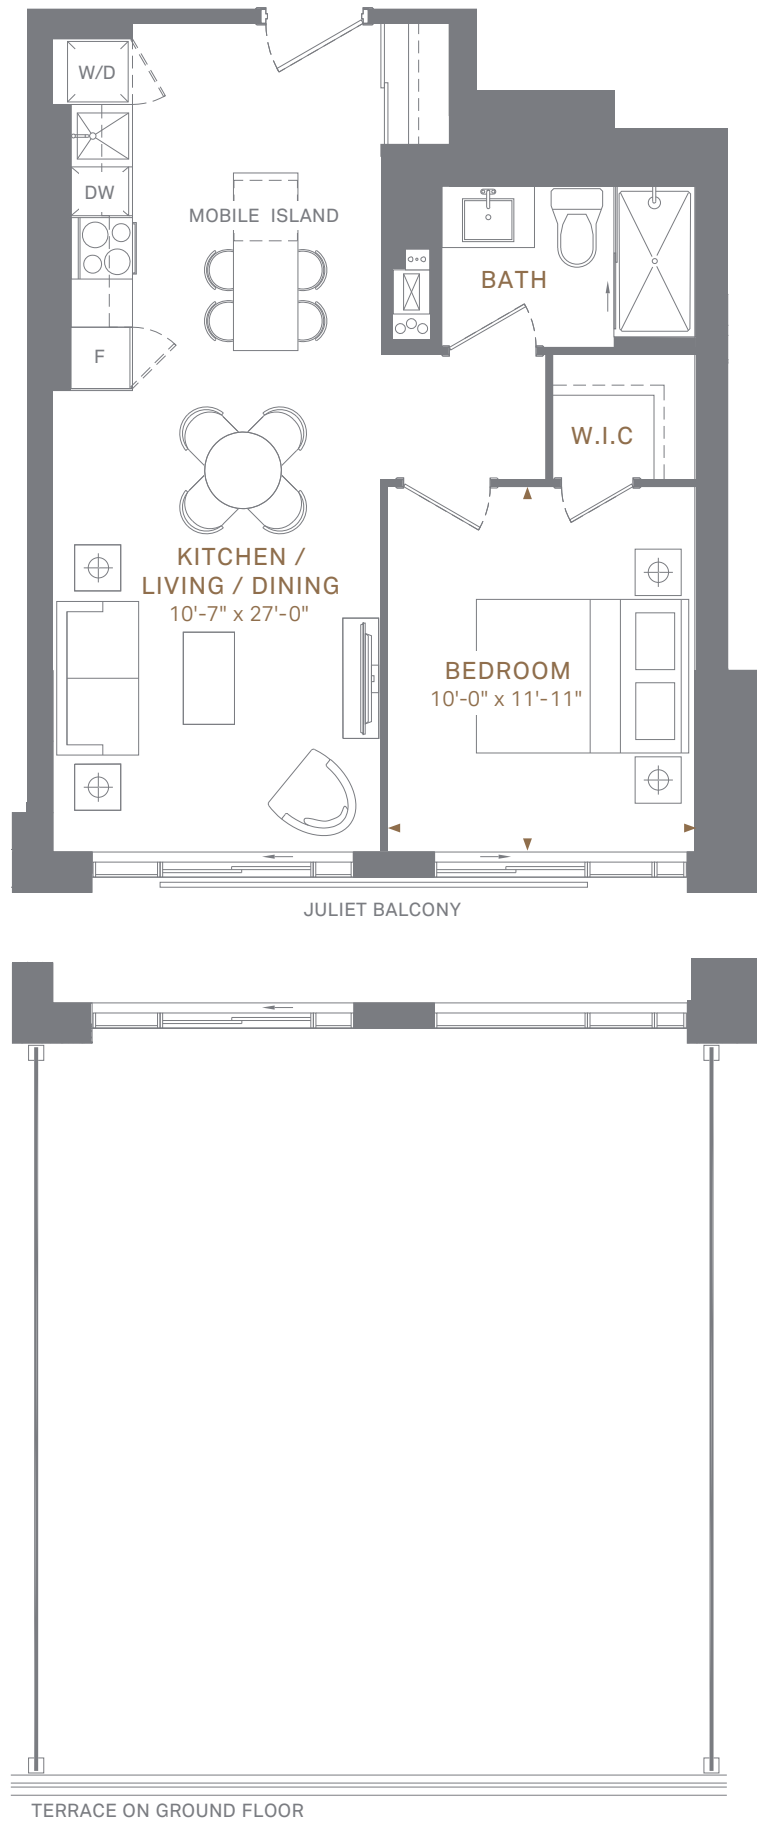 W/D
DW
MOBILE ISLAND
BATH
F
W.I.C
KITCHEN /
LIVING / DINING
10'-7" x 27'-0"
BEDROOM
10'-0" x 11'-11"
JULIET BALCONY
TERRACE ON GROUND FLOOR